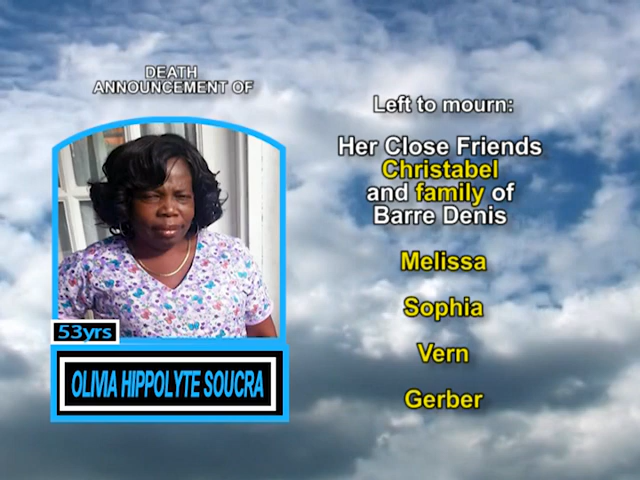 DEATH
ANNOUNCEMENT OF
53yrs
OLIVIA HIPPOLYTE SOUCRA
Left to mourn:
Her Close Friends
Christabel
and family of
Barre Denis
Melissa
Sophia
Vern
Gerber